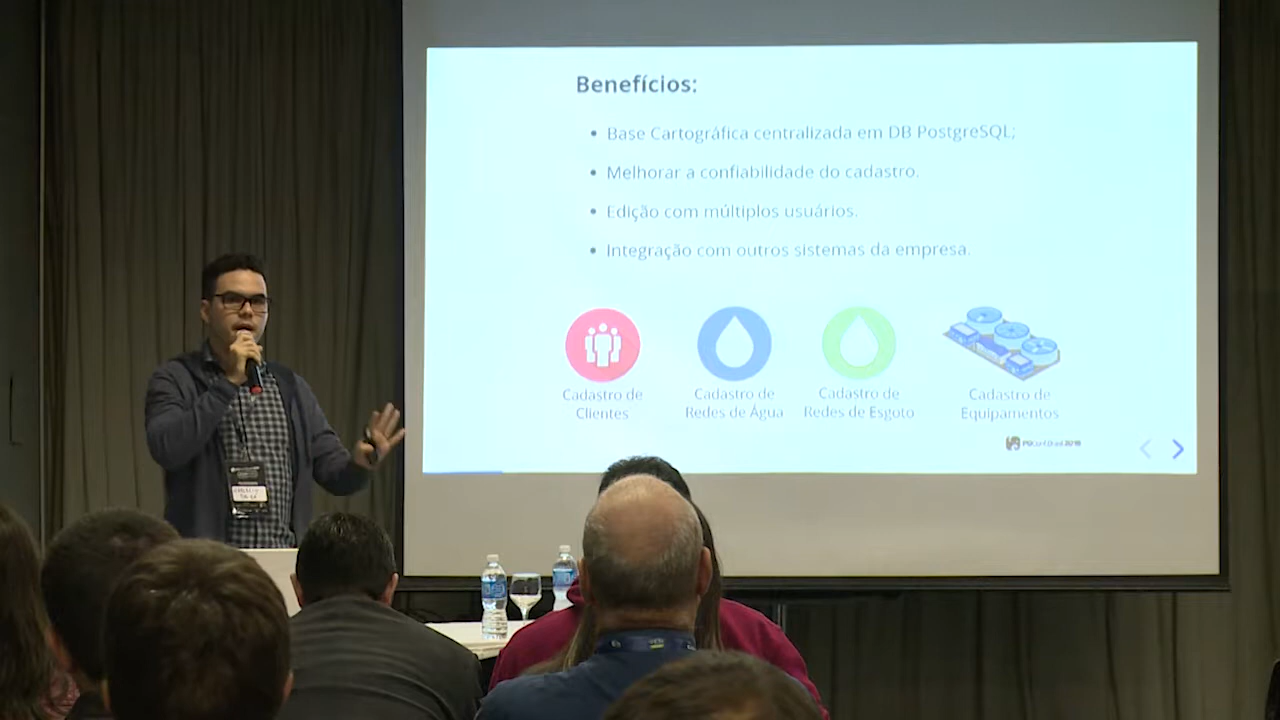 Benefícios:
• Base Cartográfica centralizada em DB PostgreSQL;
• Melhorar a confiabilidade do cadastro.
• Edição com múltiplos usuários.
• Integração com outros sistemas da empresa.
Cadastro de
Clientes
Cadastro de
Redes de Água
Cadastro de
Redes de Esgoto
Cadastro de
Equipamentos